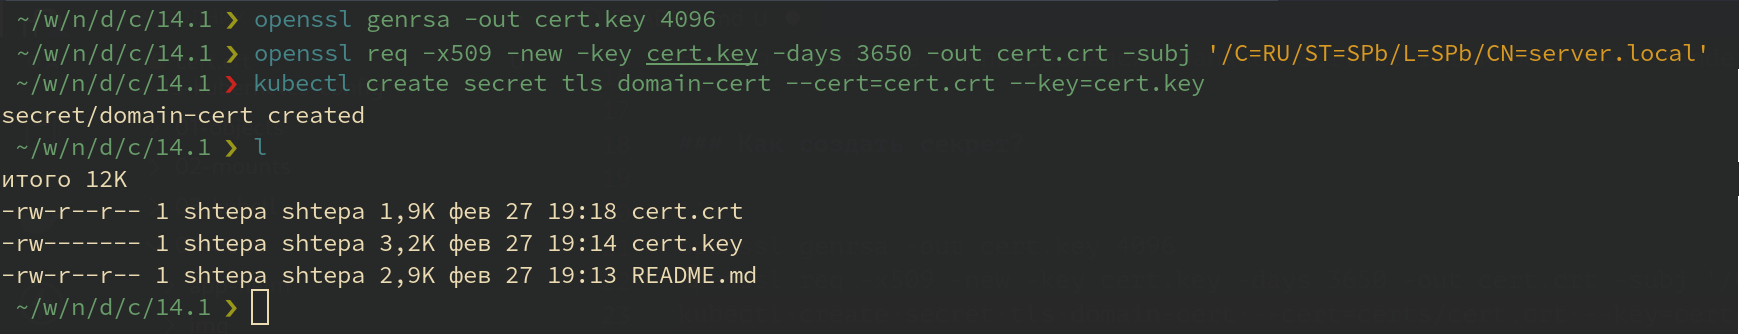 ~/w/n/d/c/14.1 ❯ openssl genrsa -out cert.key 4096
~/w/n/d/c/14.1 ❯ openssl req -x509 -new -key cert.key -days 3650 -out cert.crt -subj '/C=RU/ST=SPb/L=SPb/CN=server.local'
~/w/n/d/c/14.1 ❯ kubectl create secret tls domain-cert --cert=cert.crt --key=cert.key
secret/domain-cert created
~/w/n/d/c/14.1 ❯ l
итого 12K
-rw-r--r-- 1 shtepa shtepa 1,9K фев 27 19:18 cert.crt
-rw------- 1 shtepa shtepa 3,2K фев 27 19:14 cert.key
-rw-r--r-- 1 shtepa shtepa 2,9K фев 27 19:13 README.md
~/w/n/d/c/14.1 ❯